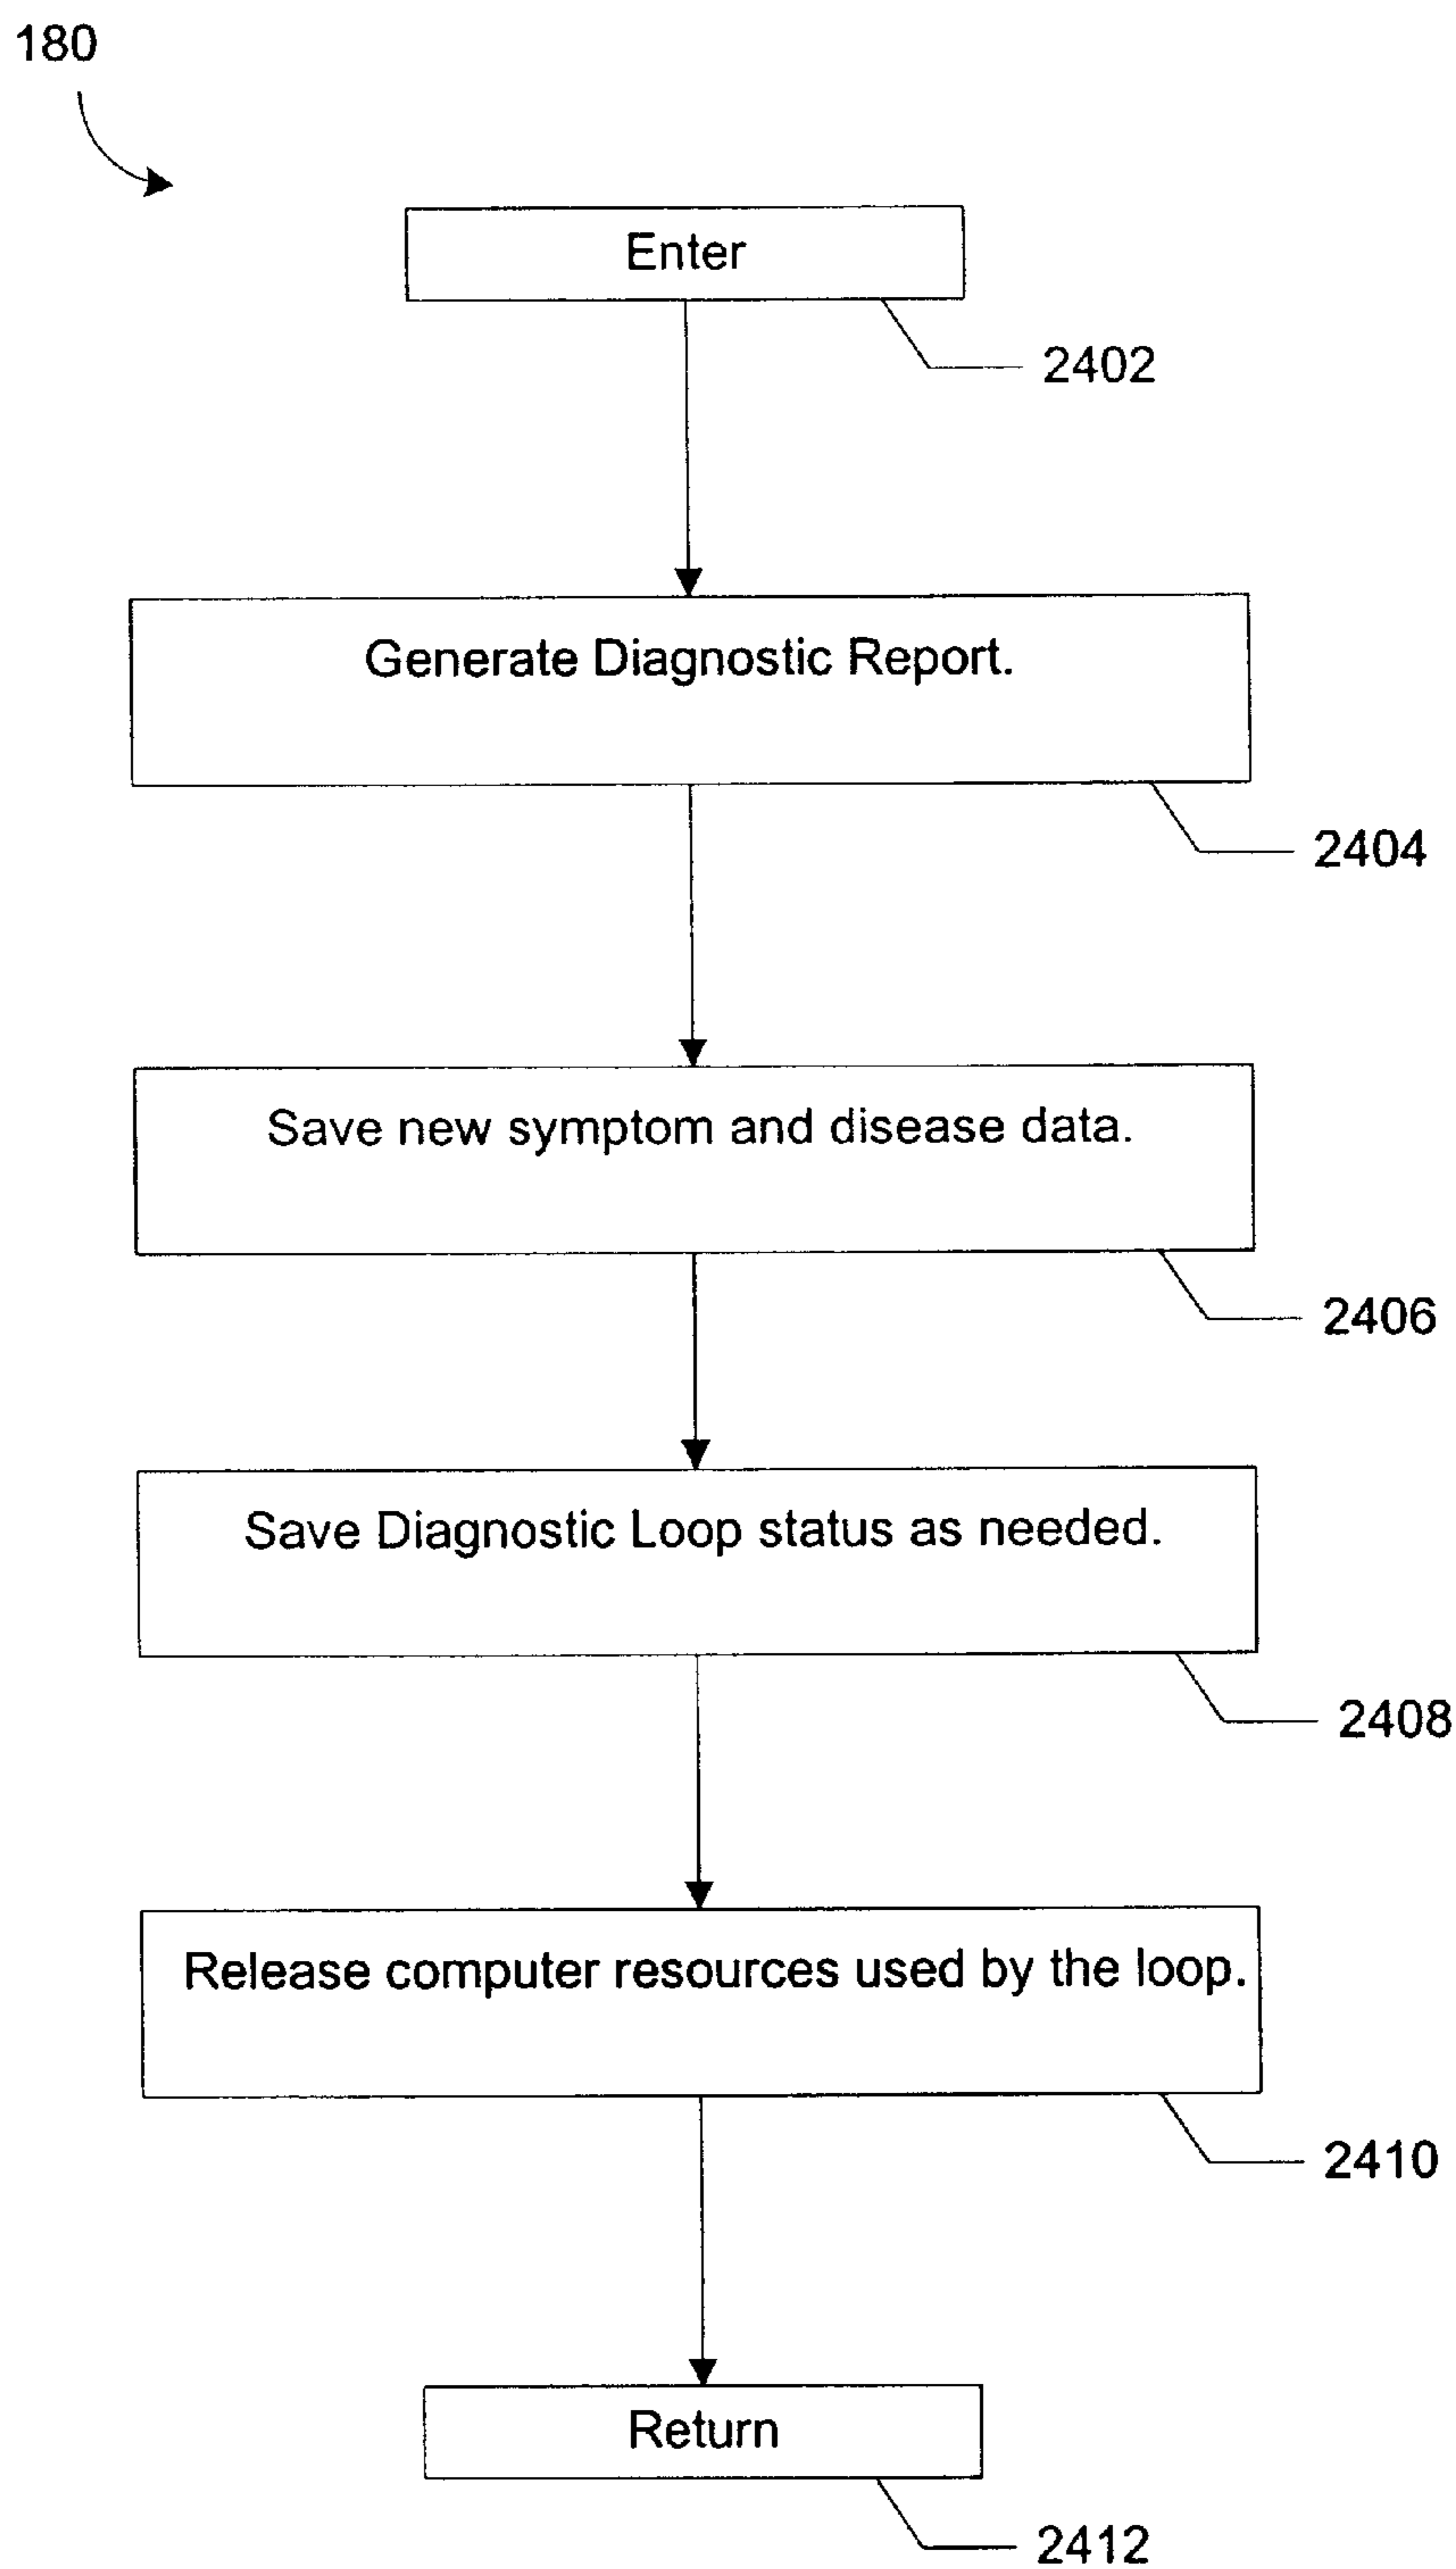 180
Enter
2402
Generate Diagnostic Report.
2404
Save new symptom and disease data.
2406
Save Diagnostic Loop status as needed.
2408
Release computer resources used by the loop.
2410
Return
2412